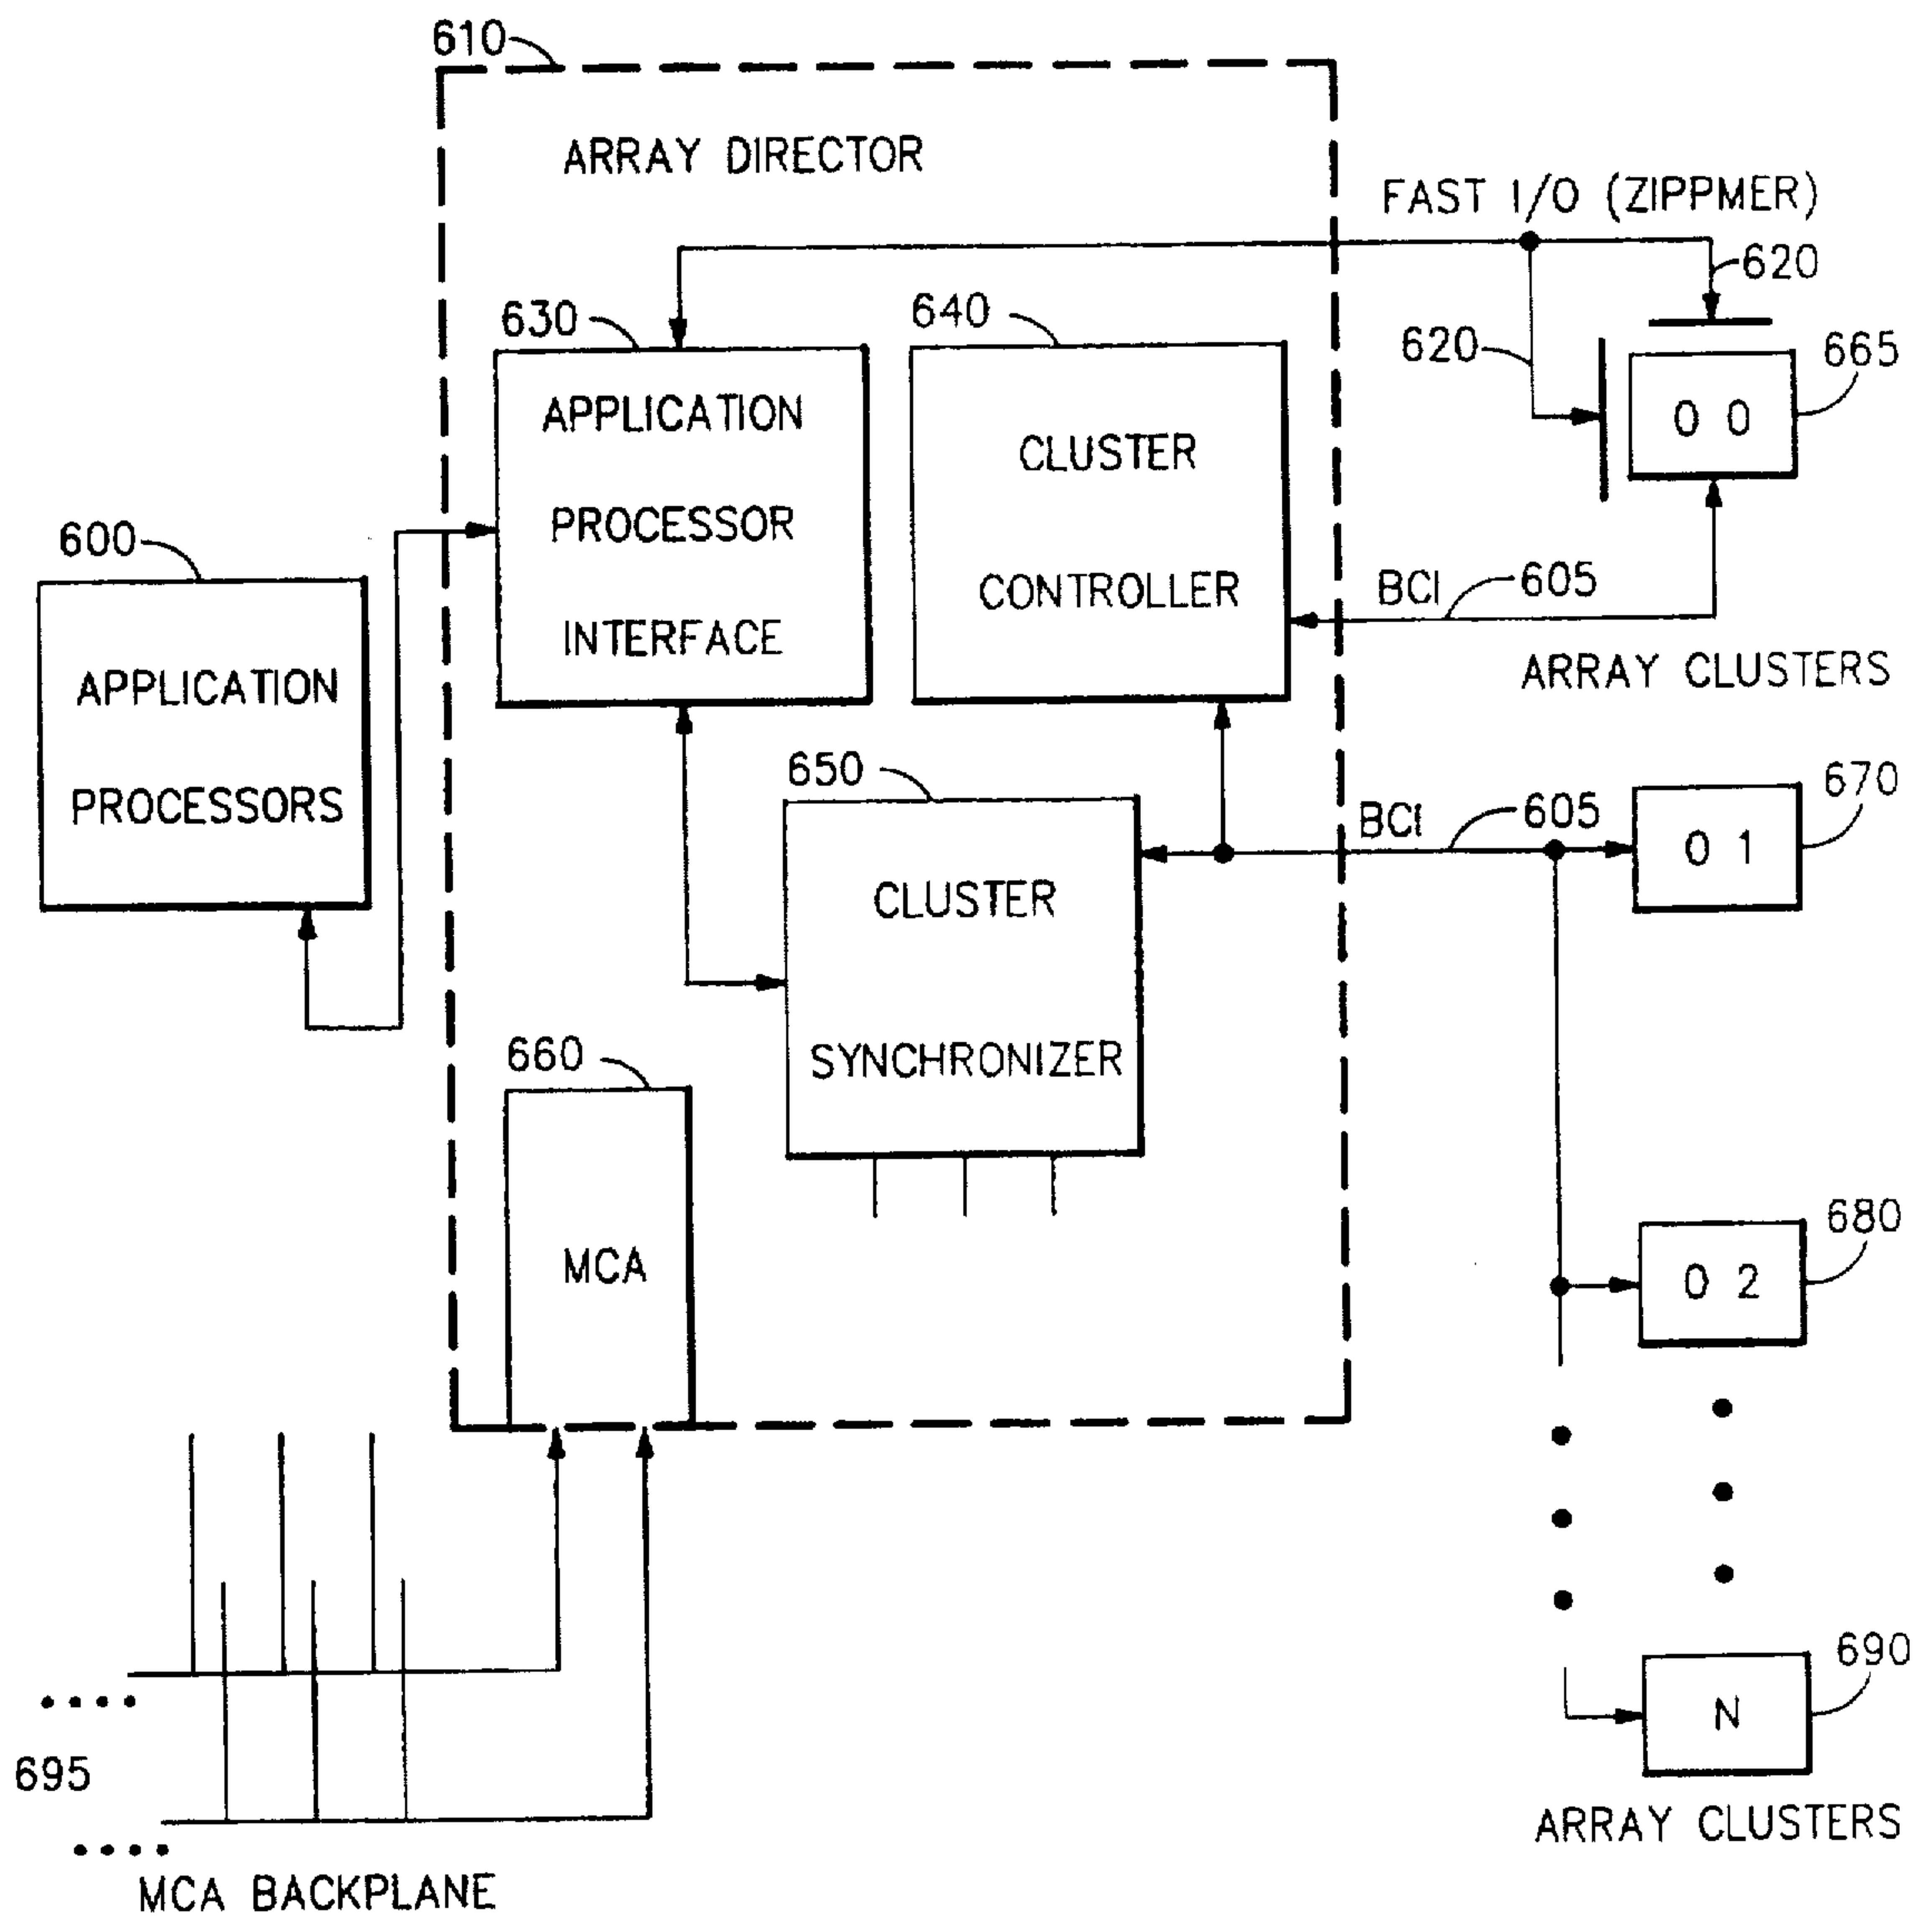 610
ARRAY DIRECTOR
FAST I/O (ZIPPMER)
620
630
640
620
665
APPLICATION
PROCESSOR
INTERFACE
CLUSTER
CONTROLLER
0 0
600
APPLICATION
PROCESSORS
BCI
605
ARRAY CLUSTERS
650
BCI
605
670
0 1
CLUSTER
SYNCHRONIZER
660
MCA
680
0 2
690
N
695
ARRAY CLUSTERS
MCA BACKPLANE